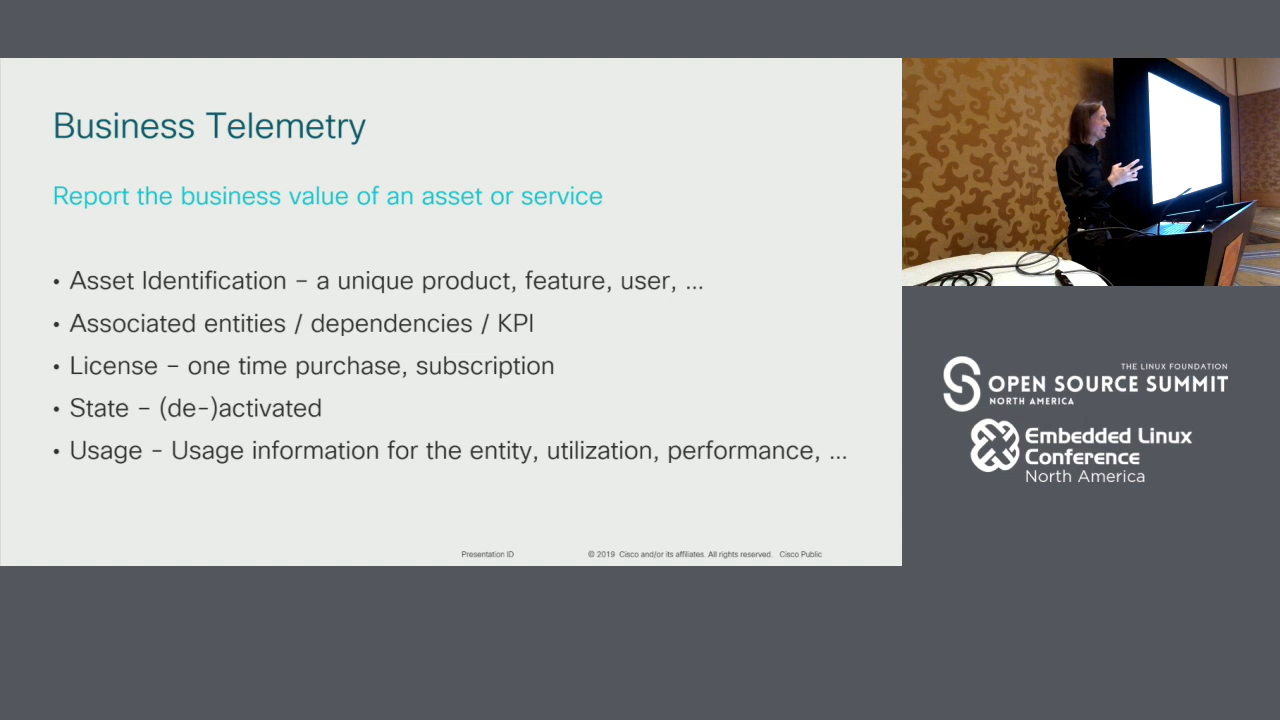 Business Telemetry
Report the business value of an asset or service
• Asset Identification – a unique product, feature, user, ...
• Associated entities / dependencies / KPI
• License – one time purchase, subscription
• State – (de-)activated
• Usage - Usage information for the entity, utilization, performance, ...
Presentation ID
© 2019 Cisco and/or its affiliates. All rights reserved. Cisco Public
THE LINUX FOUNDATION
OPEN SOURCE SUMMIT
NORTH AMERICA
Embedded Linux
Conference
North America